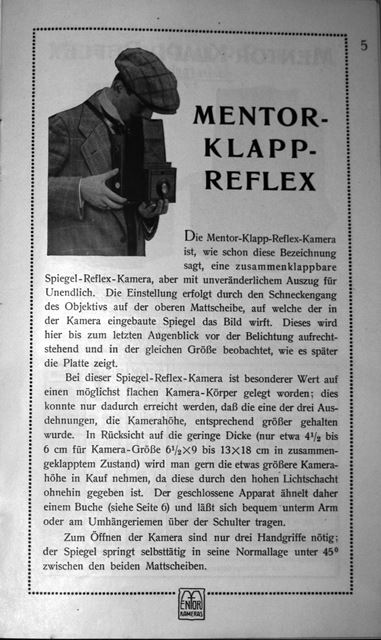 5
MENTOR-
KLAPP-
REFLEX
Die Mentor-Klapp-Reflex-Kamera
ist, wie schon diese Bezeichnung
sagt, eine zusammenklappbare
Spiegel-Reflex-Kamera, aber mit unveränderlichem Auszug für
Unendlich. Die Einstellung erfolgt durch den Schneckengang
des Objektivs auf der oberen Mattscheibe, auf welche der in
der Kamera eingebaute Spiegel das Bild wirft. Dieses wird
hier bis zum letzten Augenblick vor der Belichtung aufrecht-
stehend und in der gleichen Größe beobachtet, wie es später
die Platte zeigt.
Bei dieser Spiegel-Reflex-Kamera ist besonderer Wert auf
einen möglichst flachen Kamera-Körper gelegt worden; dies
konnte nur dadurch erreicht werden, daß die eine der drei Aus-
dehnungen, die Kamerahöhe, entsprechend größer gehalten
wurde. In Rücksicht auf die geringe Dicke (nur etwa 4½ bis
6 cm für Kamera-Größe 6½×9 bis 13×18 cm in zusammen-
geklapptem Zustand) wird man gern die etwas größere Kamera-
höhe in Kauf nehmen, da diese durch den hohen Lichtschacht
ohnehin gegeben ist. Der geschlossene Apparat ähnelt daher
einem Buche (siehe Seite 6) und läßt sich bequem unterm Arm
oder am Umhängeriemen über der Schulter tragen.
Zum Öffnen der Kamera sind nur drei Handgriffe nötig;
der Spiegel springt selbsttätig in seine Normallage unter 45°
zwischen den beiden Mattscheiben.
MENTOR
KAMERAS